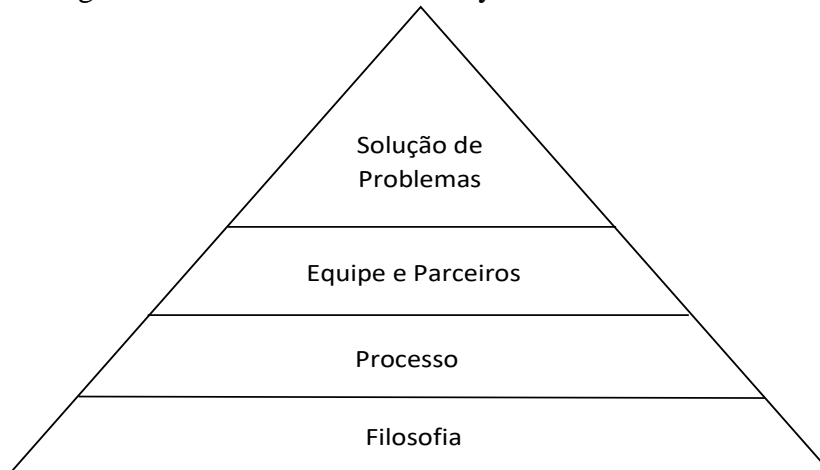 Solução de
Problemas
Equipe e Parceiros
Processo
Filosofia